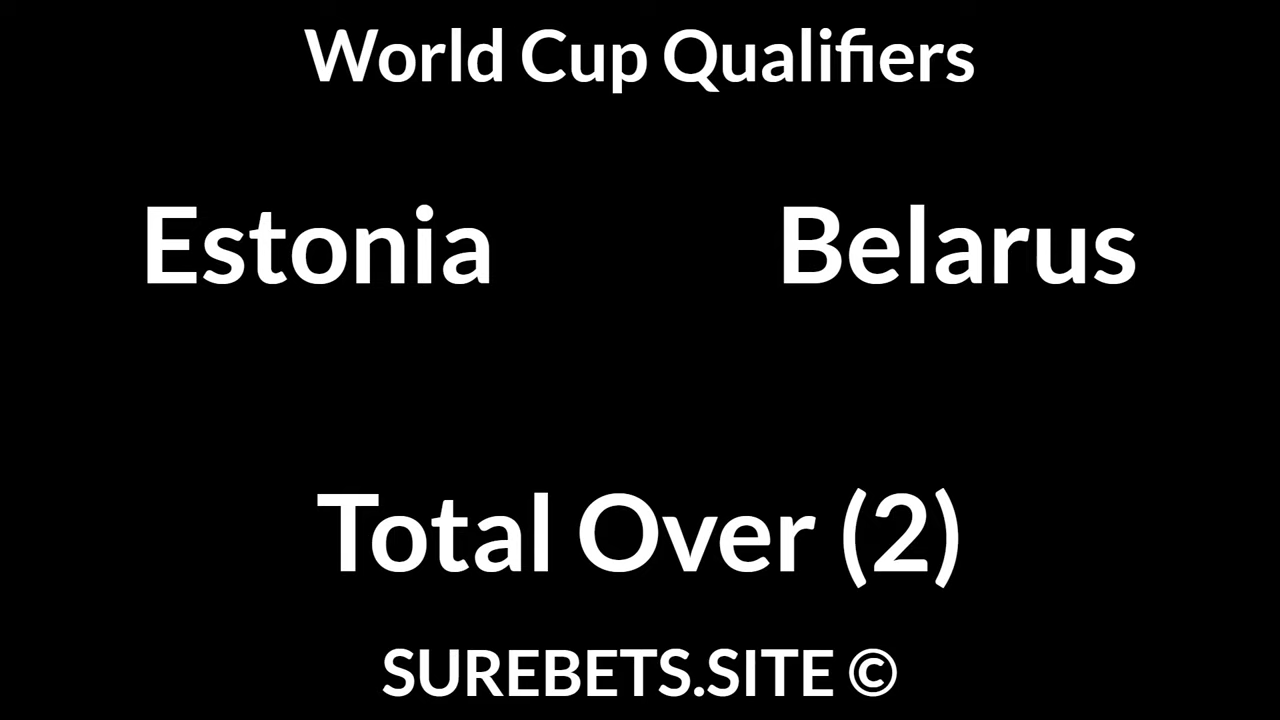 World Cup Qualifiers
Estonia Belarus
Total Over (2)
SUREBETS.SITE ©